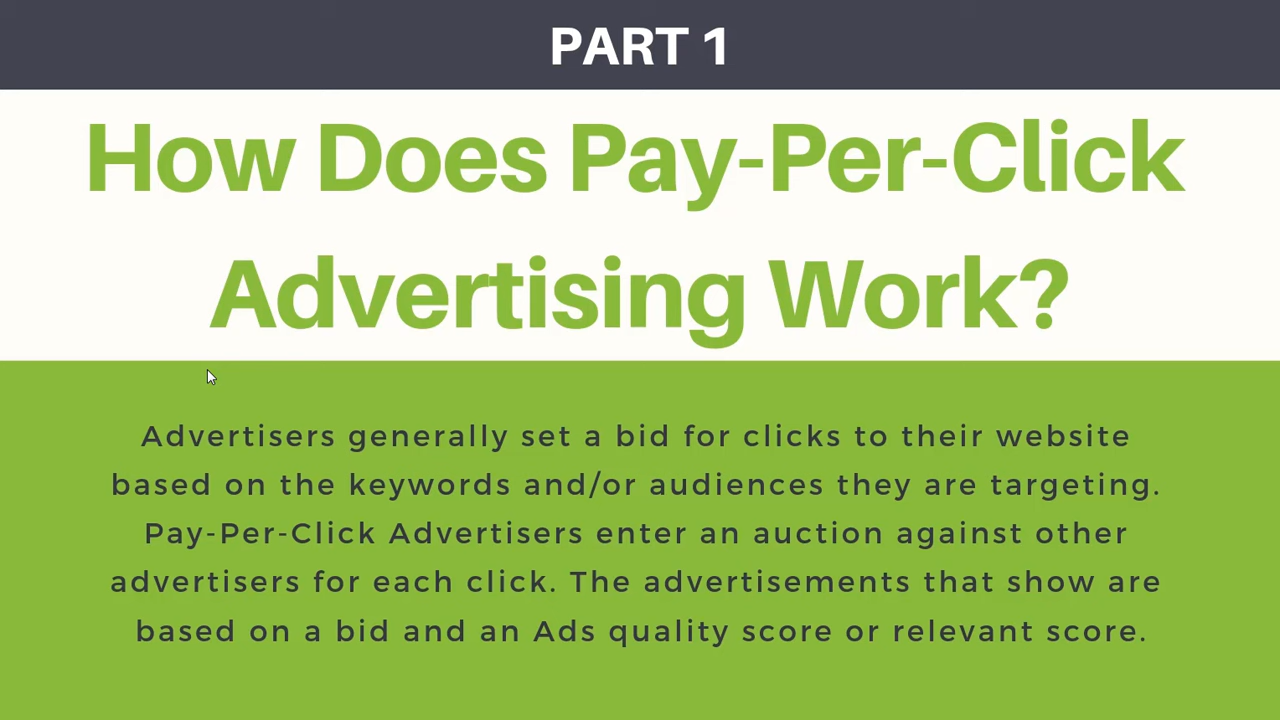 PART 1
How Does Pay-Per-Click
Advertising Work?
Advertisers generally set a bid for clicks to their website
based on the keywords and/or audiences they are targeting.
Pay-Per-Click Advertisers enter an auction against other
advertisers for each click. The advertisements that show are
based on a bid and an Ads quality score or relevant score.